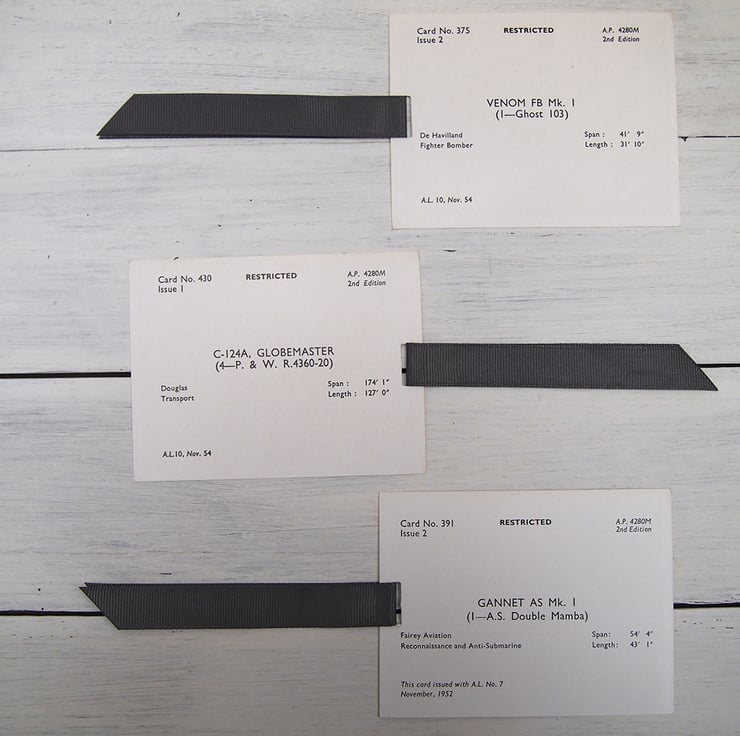 Card No. 375 RESTRICTED A.P. 4280M
Issue 2 2nd Edition
VENOM FB Mk. 1
(1—Ghost 103)
De Havilland Span : 41' 9"
Fighter Bomber Length : 31' 10"
A.L. 10, Nov. 54
Card No. 430 RESTRICTED A.P. 4280M
Issue 1 2nd Edition
C-124A, GLOBEMASTER
(4—P. & W. R.4360-20)
Douglas Span : 174' 1"
Transport Length : 127' 0"
A.L.10, Nov. 54
Card No. 391 RESTRICTED A.P. 4280M
Issue 2 2nd Edition
GANNET AS Mk. 1
(1—A.S. Double Mamba)
Fairey Aviation Span: 54' 4"
Reconnaissance and Anti-Submarine Length: 43' 1"
This card issued with A.L. No. 7
November, 1952